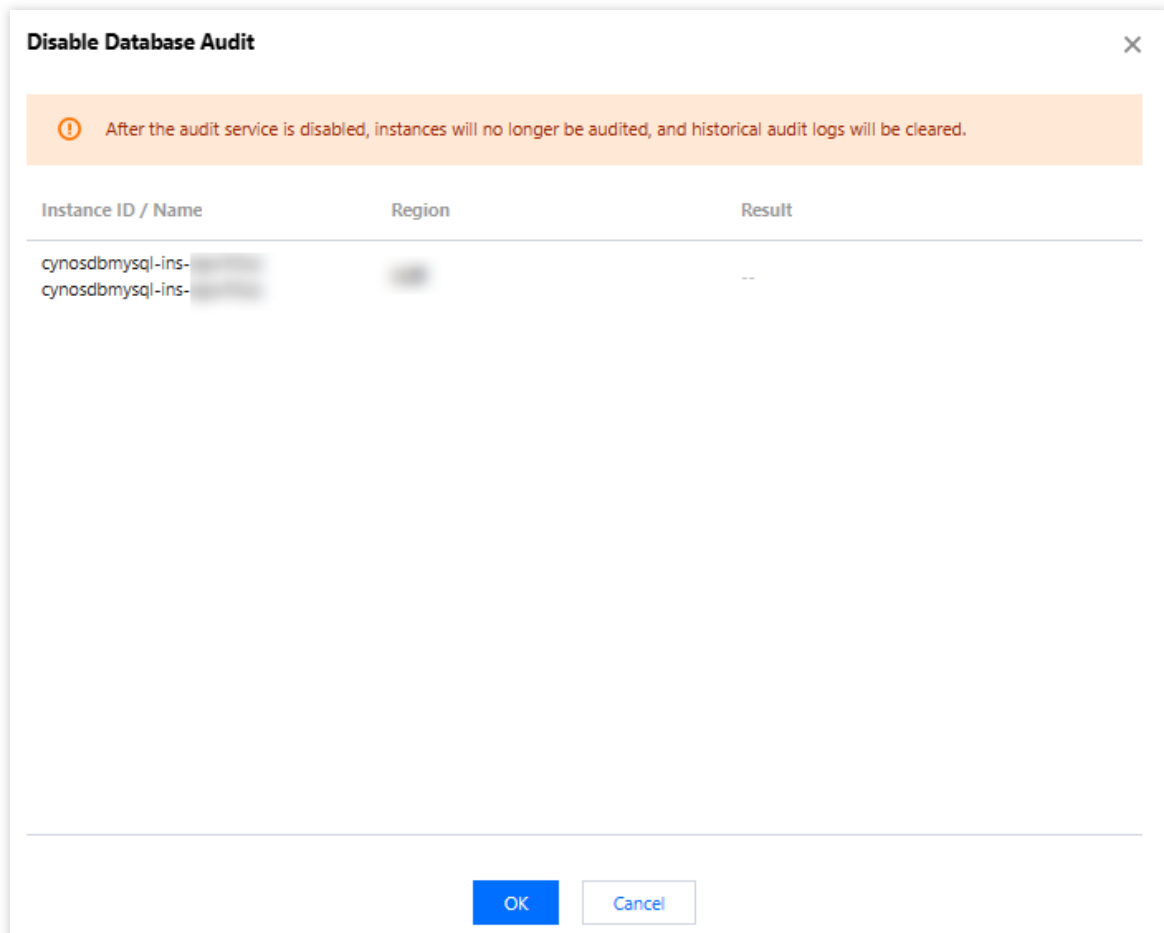 Disable Database Audit
After the audit service is disabled, instances will no longer be audited, and historical audit logs will be cleared.
Instance ID / Name Region Result
cynosdbmysql-ins-
cynosdbmysql-ins-
--
OK Cancel